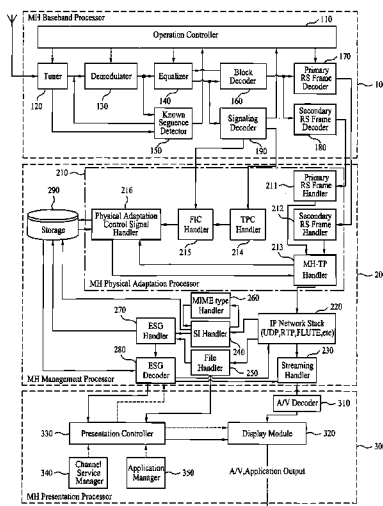 MH Baseband Processor
110
Operation Controller
170
Tuner
Demodulator
Equalizer
Block
Decoder
Primary
RS Frame
Decoder
10
120
130
140
160
Known
Sequence
Detector
Signaling
Decoder
Secondary
RS Frame
Decoder
150
190
180
210
290
216
211
Primary
RS Frame
Handler
212
Storage
Physical Adaptation
Control Signal
Handler
FIC
Handler
TPC
Handler
Secondary
RS Frame
Handler
213
215
214
MH-TP
Handler
MH Physical Adaptation Processor
20
MIME type
Handler
260
270
220
ESG
Handler
SI Handler
IP Network Stack
(UDP,RTP,FLUTE,etc)
280
240
230
ESG
Decoder
File
Handler
Streaming
Handler
250
MH Management Processor
A/V Decoder
310
330
Presentation Controller
Display Module
320
30
340
Channel
Service
Manager
Application
Manager
350
A/V,Application Output
MH Presentation Processor